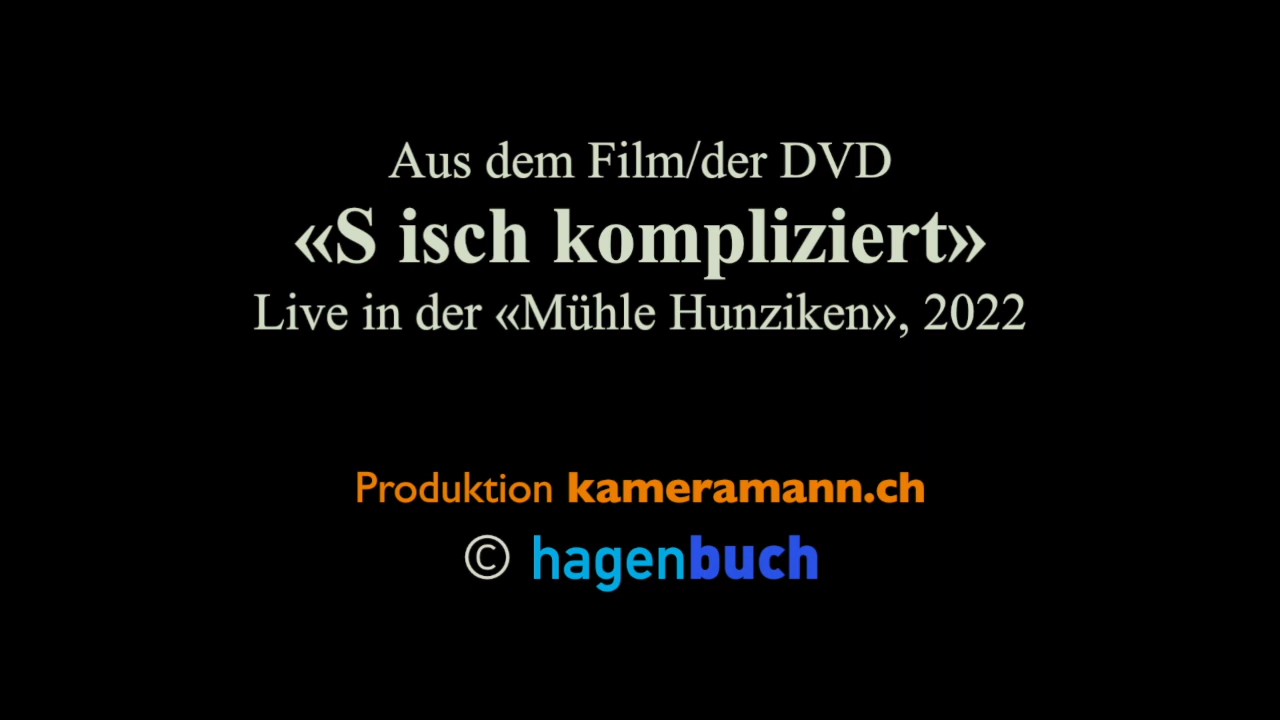 Aus dem Film/der DVD
«S isch kompliziert»
Live in der «Mühle Hunziken», 2022
Produktion kameramann.ch
© hagenbuch